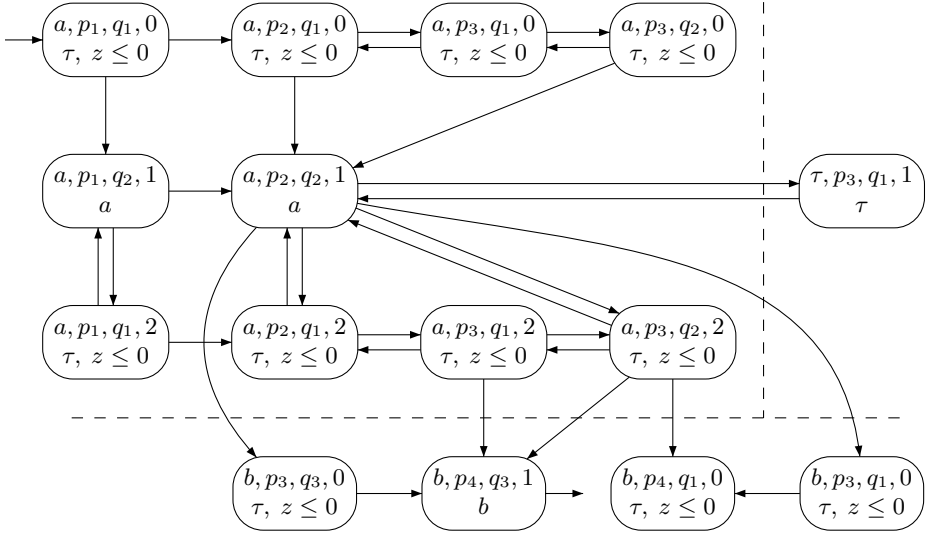 a, p₁, q₁, 0
τ, z ≤ 0
a, p₂, q₁, 0
τ, z ≤ 0
a, p₃, q₁, 0
τ, z ≤ 0
a, p₃, q₂, 0
τ, z ≤ 0
a, p₁, q₂, 1
a
a, p₂, q₂, 1
a
τ, p₃, q₁, 1
τ
a, p₁, q₁, 2
τ, z ≤ 0
a, p₂, q₁, 2
τ, z ≤ 0
a, p₃, q₁, 2
τ, z ≤ 0
a, p₃, q₂, 2
τ, z ≤ 0
b, p₃, q₃, 0
τ, z ≤ 0
b, p₄, q₃, 1
b
b, p₄, q₁, 0
τ, z ≤ 0
b, p₃, q₁, 0
τ, z ≤ 0